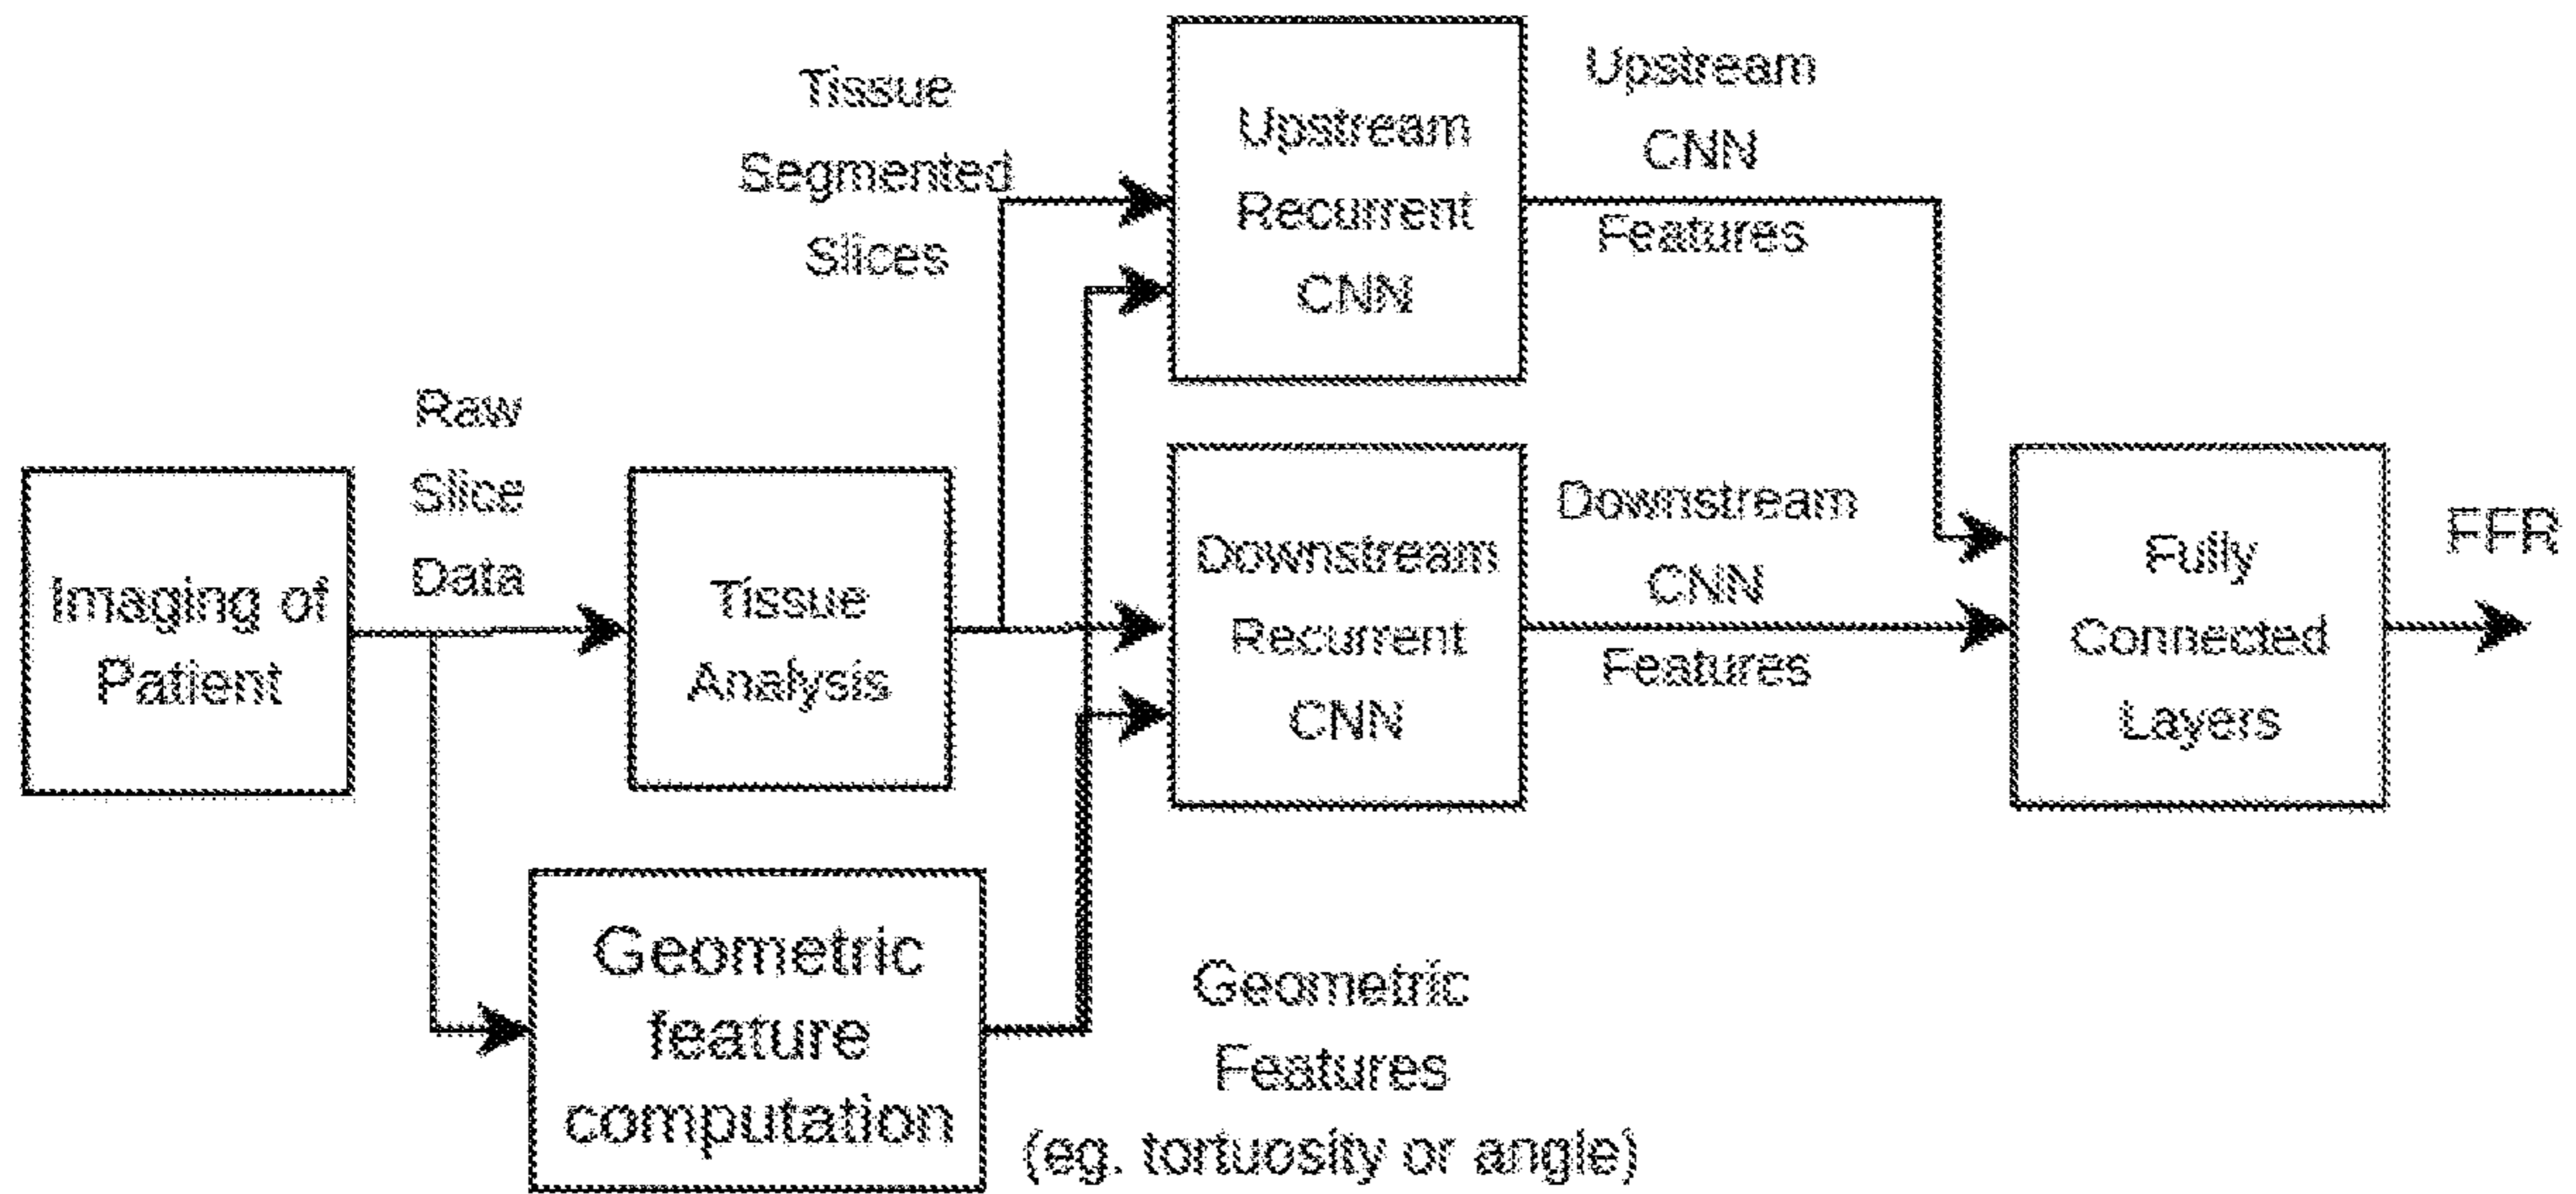 Imaging of
Patient
Raw
Slice
Data
Tissue
Analysis
Geometric
feature
computation
Tissue
Segmented
Slices
Geometric
Features
(eg. tortuosity or angle)
Upstream
Recurrent
CNN
Downstream
Recurrent
CNN
Upstream
CNN
Features
Downstream
CNN
Features
Fully
Connected
Layers
FFR